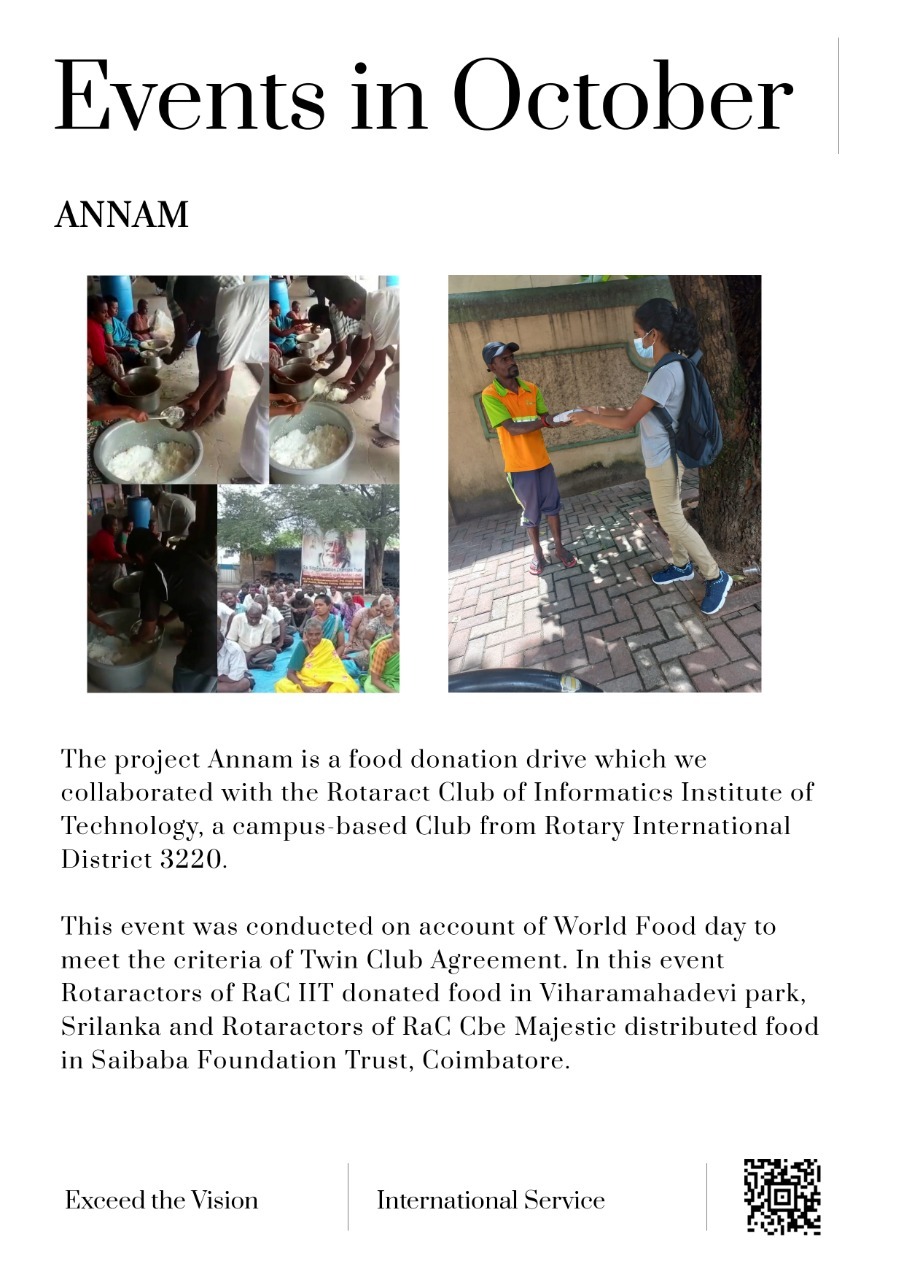 Events in October
ANNAM
The project Annam is a food donation drive which we
collaborated with the Rotaract Club of Informatics Institute of
Technology, a campus-based Club from Rotary International
District 3220.
This event was conducted on account of World Food day to
meet the criteria of Twin Club Agreement. In this event
Rotaractors of RaC IIT donated food in Viharamahadevi park,
Srilanka and Rotaractors of RaC Cbe Majestic distributed food
in Saibaba Foundation Trust, Coimbatore.
Exceed the Vision
International Service